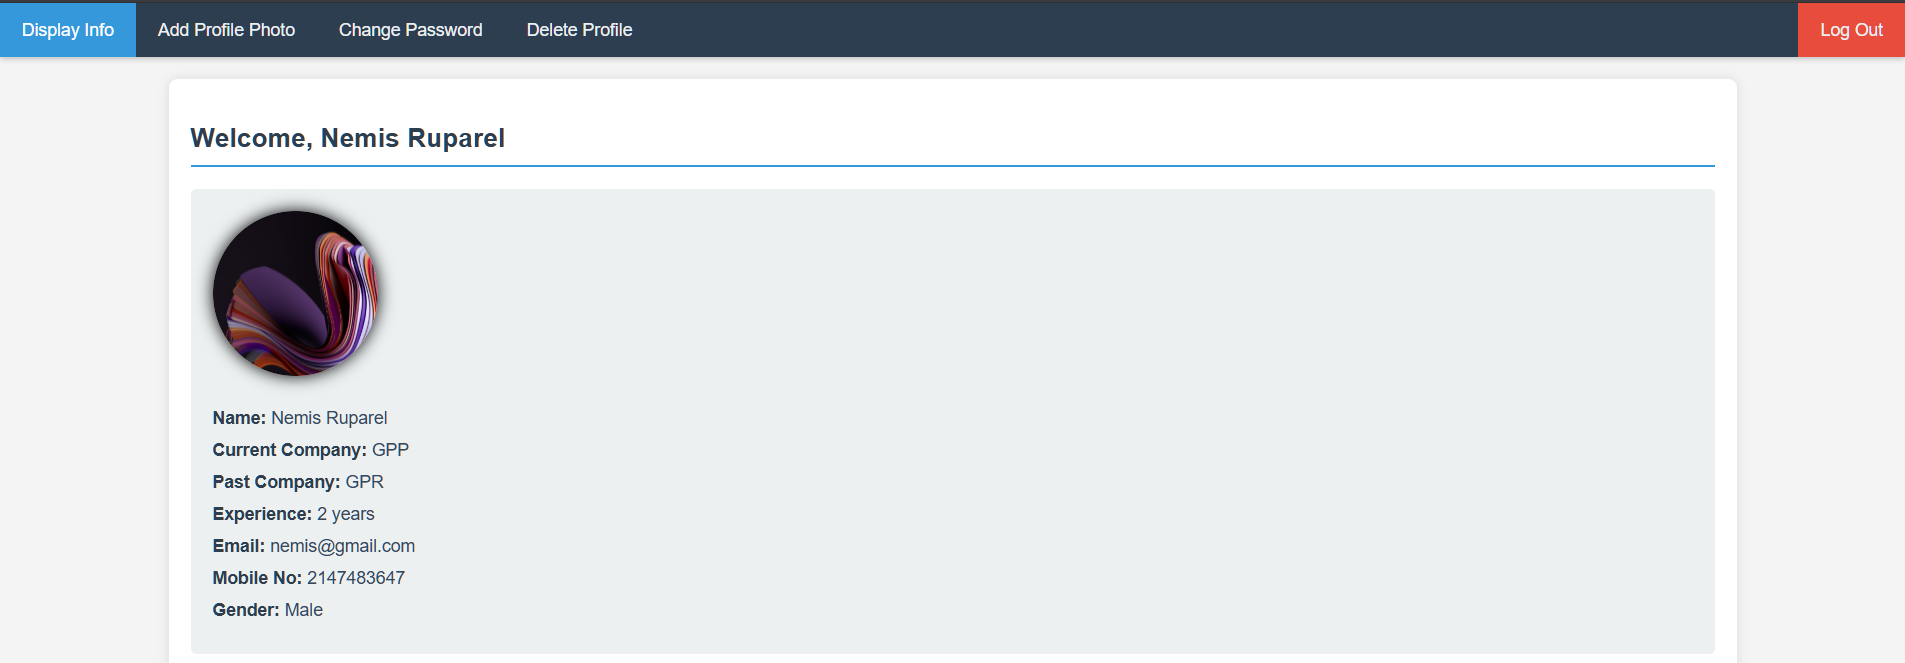 Display Info Add Profile Photo Change Password Delete Profile Log Out
Welcome, Nemis Ruparel
Name: Nemis Ruparel
Current Company: GPP
Past Company: GPR
Experience: 2 years
Email: nemis@gmail.com
Mobile No: 2147483647
Gender: Male